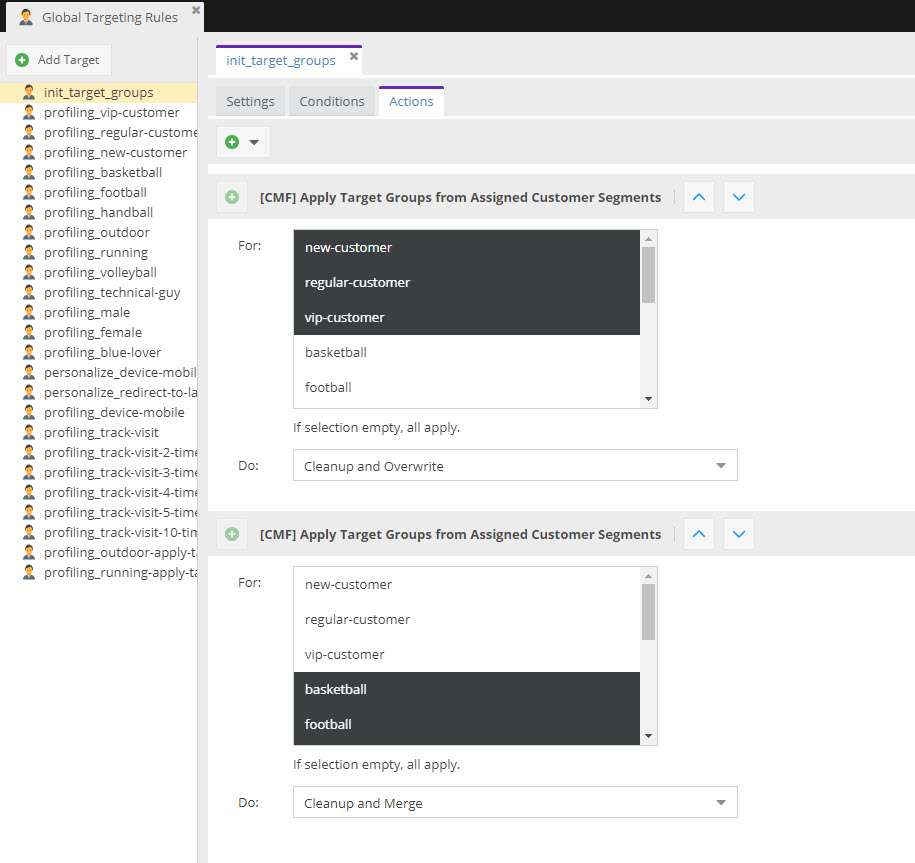 Global Targeting Rules
Add Target
init_target_groups
profiling_vip-customer
profiling_regular-custome
profiling_new-customer
profiling_basketball
profiling_football
profiling_handball
profiling_outdoor
profiling_running
profiling_volleyball
profiling_technical-guy
profiling_male
profiling_female
profiling_blue-lover
personalize_device-mobil
personalize_redirect-to-la
profiling_device-mobile
profiling_track-visit
profiling_track-visit-2-time
profiling_track-visit-3-time
profiling_track-visit-4-time
profiling_track-visit-5-time
profiling_track-visit-10-tim
profiling_outdoor-apply-ta
profiling_running-apply-ta
init_target_groups
Settings Conditions Actions
[CMF] Apply Target Groups from Assigned Customer Segments
For:
new-customer
regular-customer
vip-customer
basketball
football
If selection empty, all apply.
Do: Cleanup and Overwrite
[CMF] Apply Target Groups from Assigned Customer Segments
For:
new-customer
regular-customer
vip-customer
basketball
football
If selection empty, all apply.
Do: Cleanup and Merge